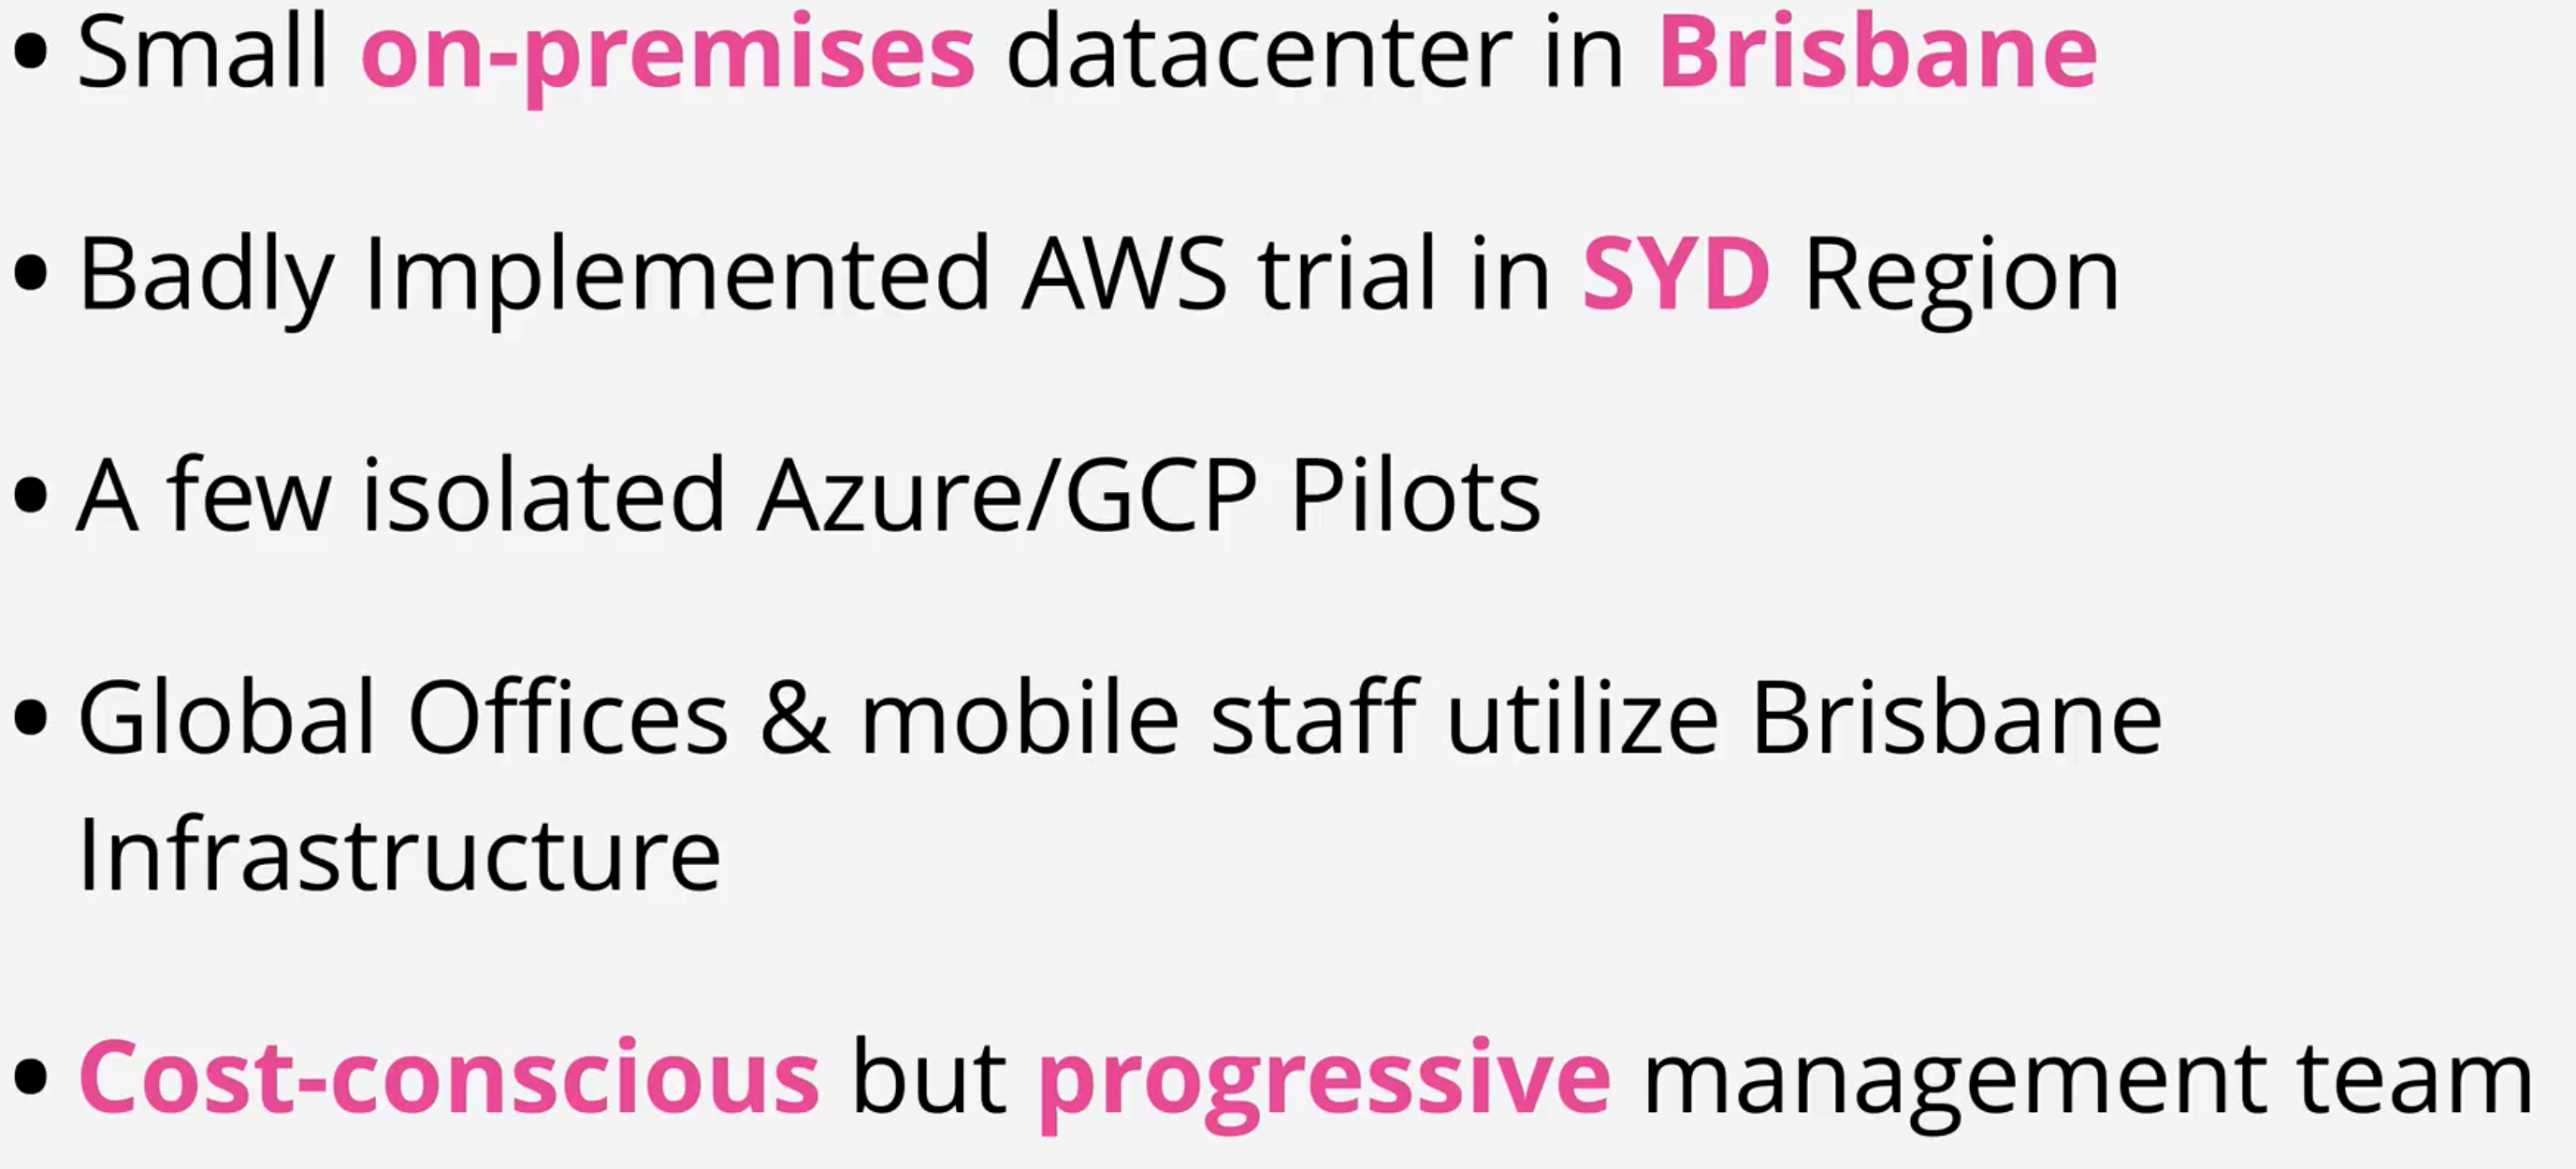 • Small on-premises datacenter in Brisbane
• Badly Implemented AWS trial in SYD Region
• A few isolated Azure/GCP Pilots
• Global Offices & mobile staff utilize Brisbane
Infrastructure
• Cost-conscious but progressive management team